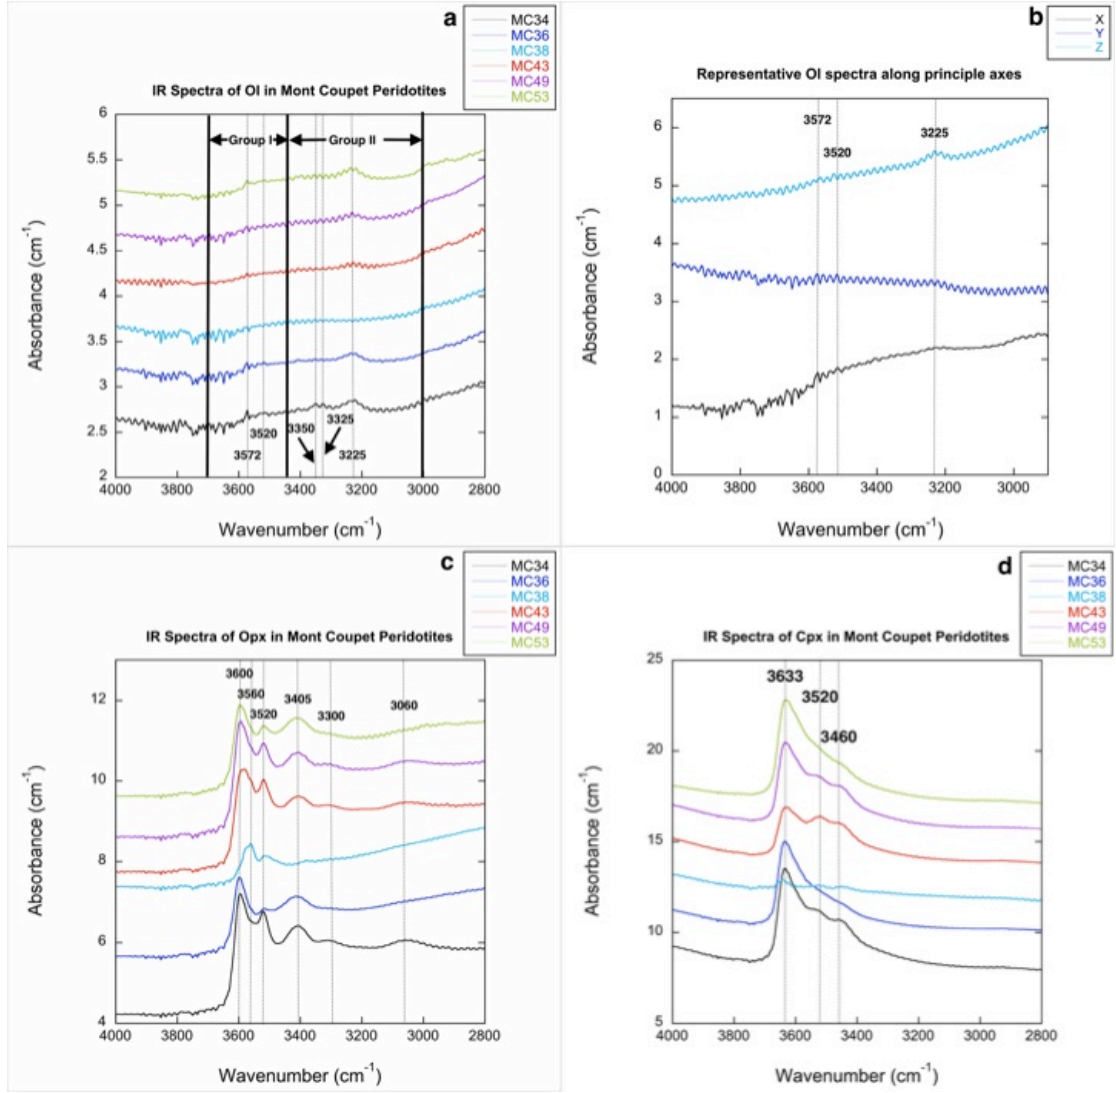 a
MC34
MC36
MC38
MC43
MC49
MC53
IR Spectra of Ol in Mont Coupet Peridotites
6
5.5
5
4.5
4
3.5
3
2.5
2
Absorbance (cm-1)
Group I
Group II
3350
3325
3520
3572
3225
4000 3800 3600 3400 3200 3000 2800
Wavenumber (cm-1)
b
X
Y
Z
Representative Ol spectra along principle axes
6
5
4
3
2
1
0
Absorbance (cm-1)
3572
3520
3225
4000 3800 3600 3400 3200 3000
Wavenumber (cm-1)
c
MC34
MC36
MC38
MC43
MC49
MC53
IR Spectra of Opx in Mont Coupet Peridotites
12
10
8
6
4
Absorbance (cm-1)
3600
3560
3520
3405
3300
3060
4000 3800 3600 3400 3200 3000 2800
Wavenumber (cm-1)
d
MC34
MC36
MC38
MC43
MC49
MC53
IR Spectra of Cpx in Mont Coupet Peridotites
25
20
15
10
5
Absorbance (cm-1)
3633
3520
3460
4000 3800 3600 3400 3200 3000 2800
Wavenumber (cm-1)